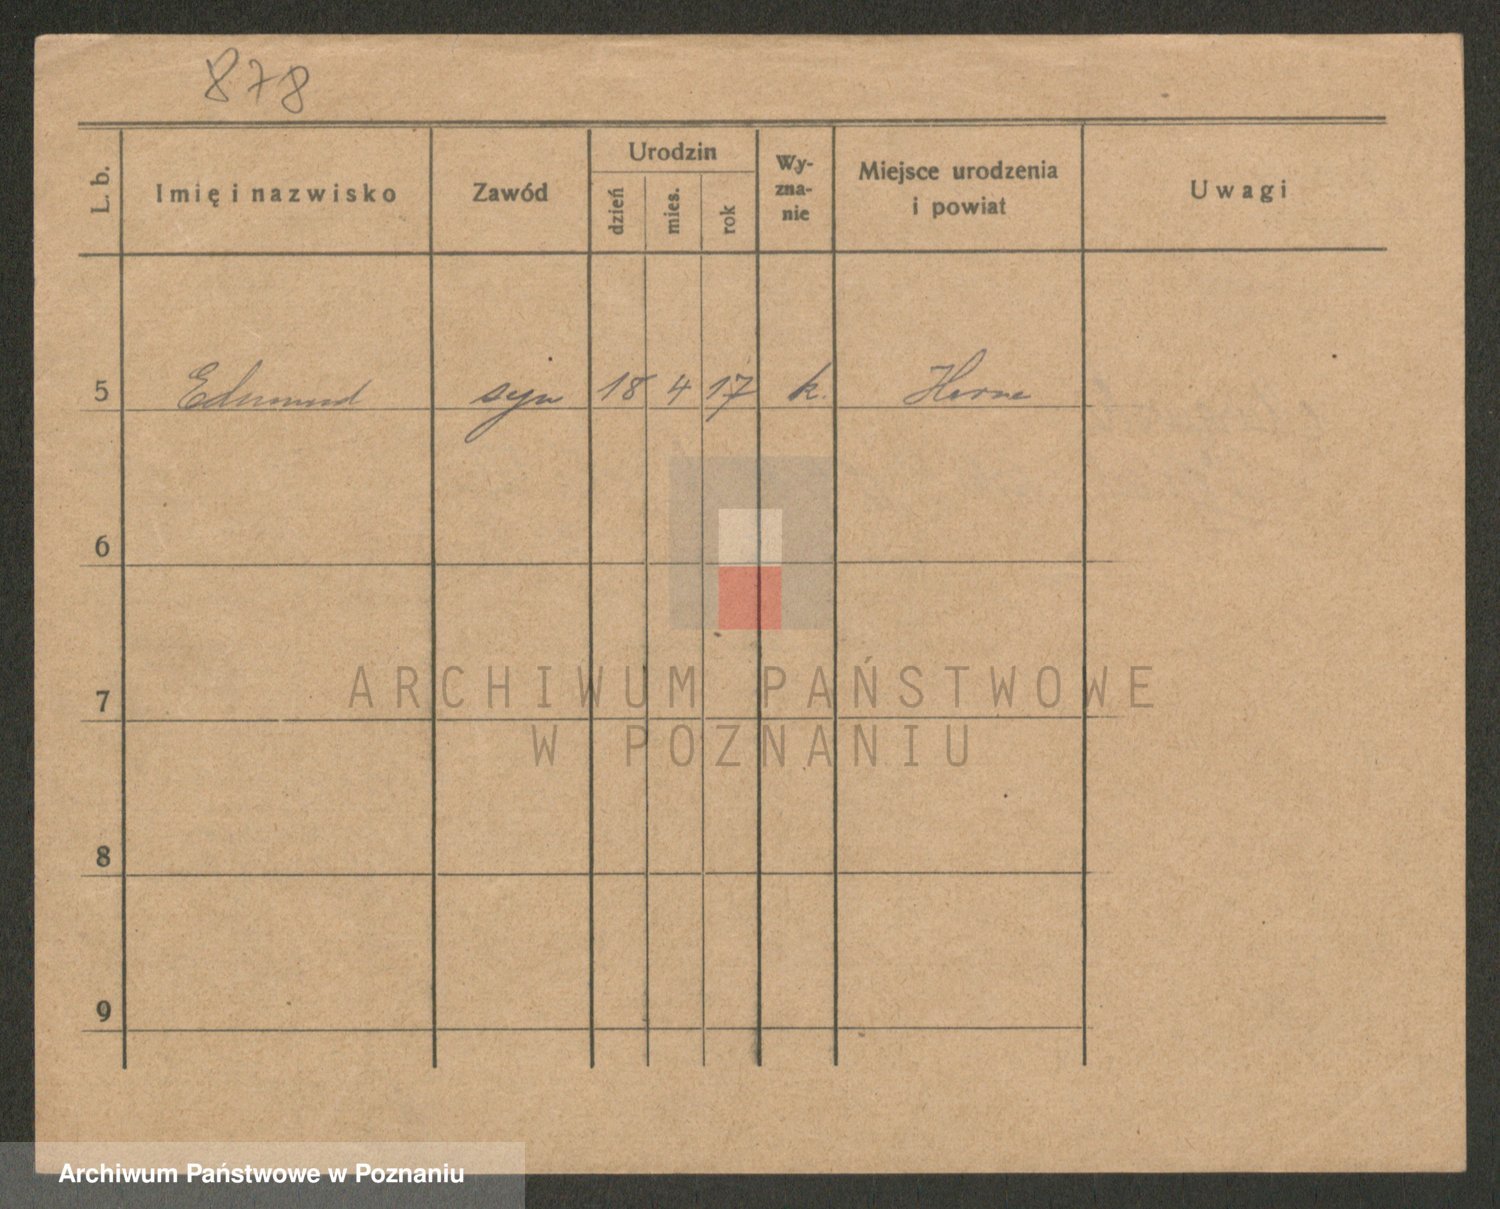 878
L. b.
Imię i nazwisko
Zawód
Urodzin
dzień
mies.
rok
Wy-
zna-
nie
Miejsce urodzenia
i powiat
Uwagi
5 Edmund syn 18 4 17 k. Herne
6
7
8
9
ARCHIWUM PAŃSTWOWE
W POZNANIU
Archiwum Państwowe w Poznaniu